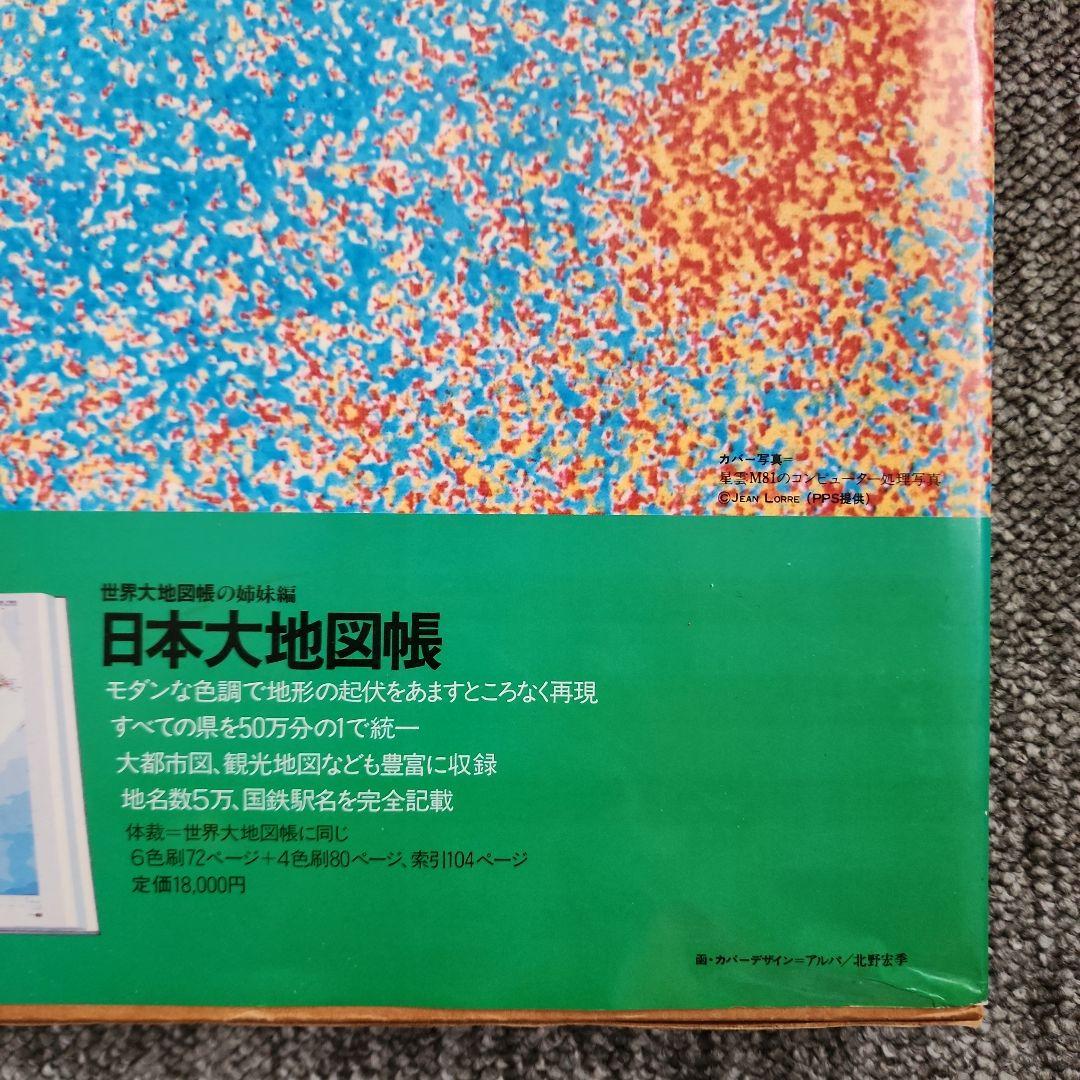 カバー写真=
星雲M81のコンピューター処理写真
©JEAN LORRE (PPS提供)
世界大地図帳の姉妹編
日本大地図帳
モダンな色調で地形の起伏をあますところなく再現
すべての県を50万分の1で統一
大都市図、観光地図なども豊富に収録
地名数5万、国鉄駅名を完全記載
体裁=世界大地図帳に同じ
6色刷72ページ+4色刷80ページ、索引104ページ
定価18,000円
函・カバーデザイン=アルパ/北野宏季